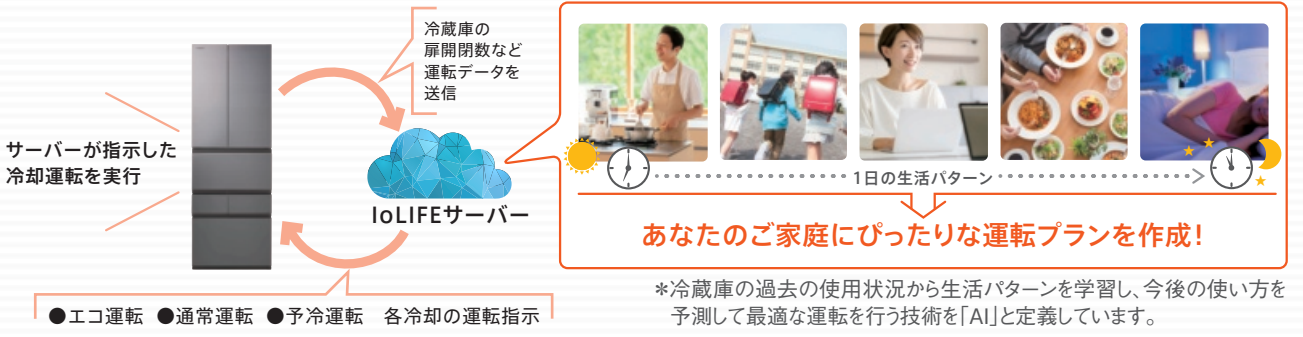 冷蔵庫の
扉開閉数など
運転データを
送信
サーバーが指示した
冷却運転を実行
IoLIFEサーバー
1日の生活パターン
あなたのご家庭にぴったりな運転プランを作成！
●エコ運転 ●通常運転 ●予冷運転 各冷却の運転指示
＊冷蔵庫の過去の使用状況から生活パターンを学習し、今後の使い方を
予測して最適な運転を行う技術を「AI」と定義しています。